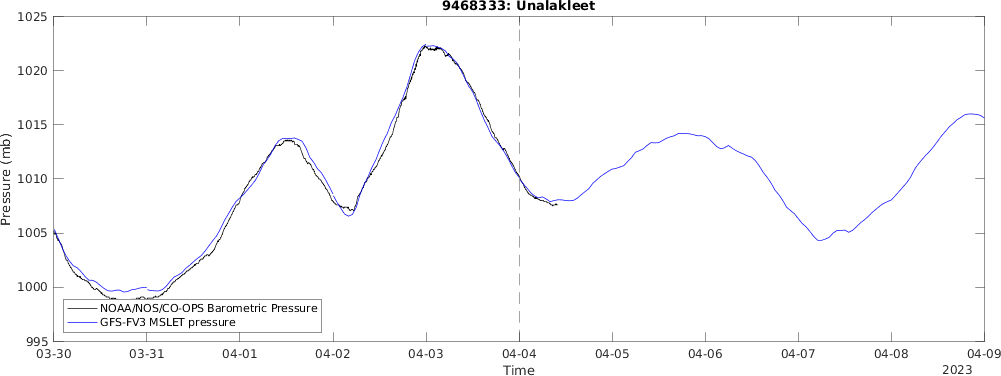 9468333: Unalakleet
1025
1020
1015
1010
1005
1000
995
Pressure (mb)
NOAA/NOS/CO-OPS Barometric Pressure
GFS-FV3 MSLET pressure
03-30 03-31 04-01 04-02 04-03 04-04 04-05 04-06 04-07 04-08 04-09
Time
2023